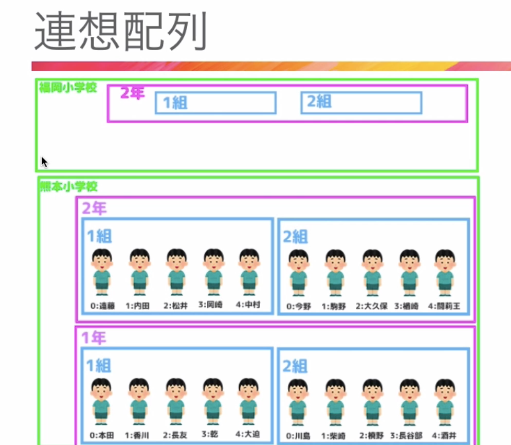 連想配列
福岡小学校
2年
1組
2組
熊本小学校
2年
1組
2組
0:遠藤 1:内田 2:松井 3:岡崎 4:中村
0:今野 1:駒野 2:大久保 3:楢崎 4:闘莉王
1年
1組
2組
0:本田 1:香川 2:長友 3:乾 4:大迫
0:川島 1:柴崎 2:槙野 3:長谷部 4:酒井